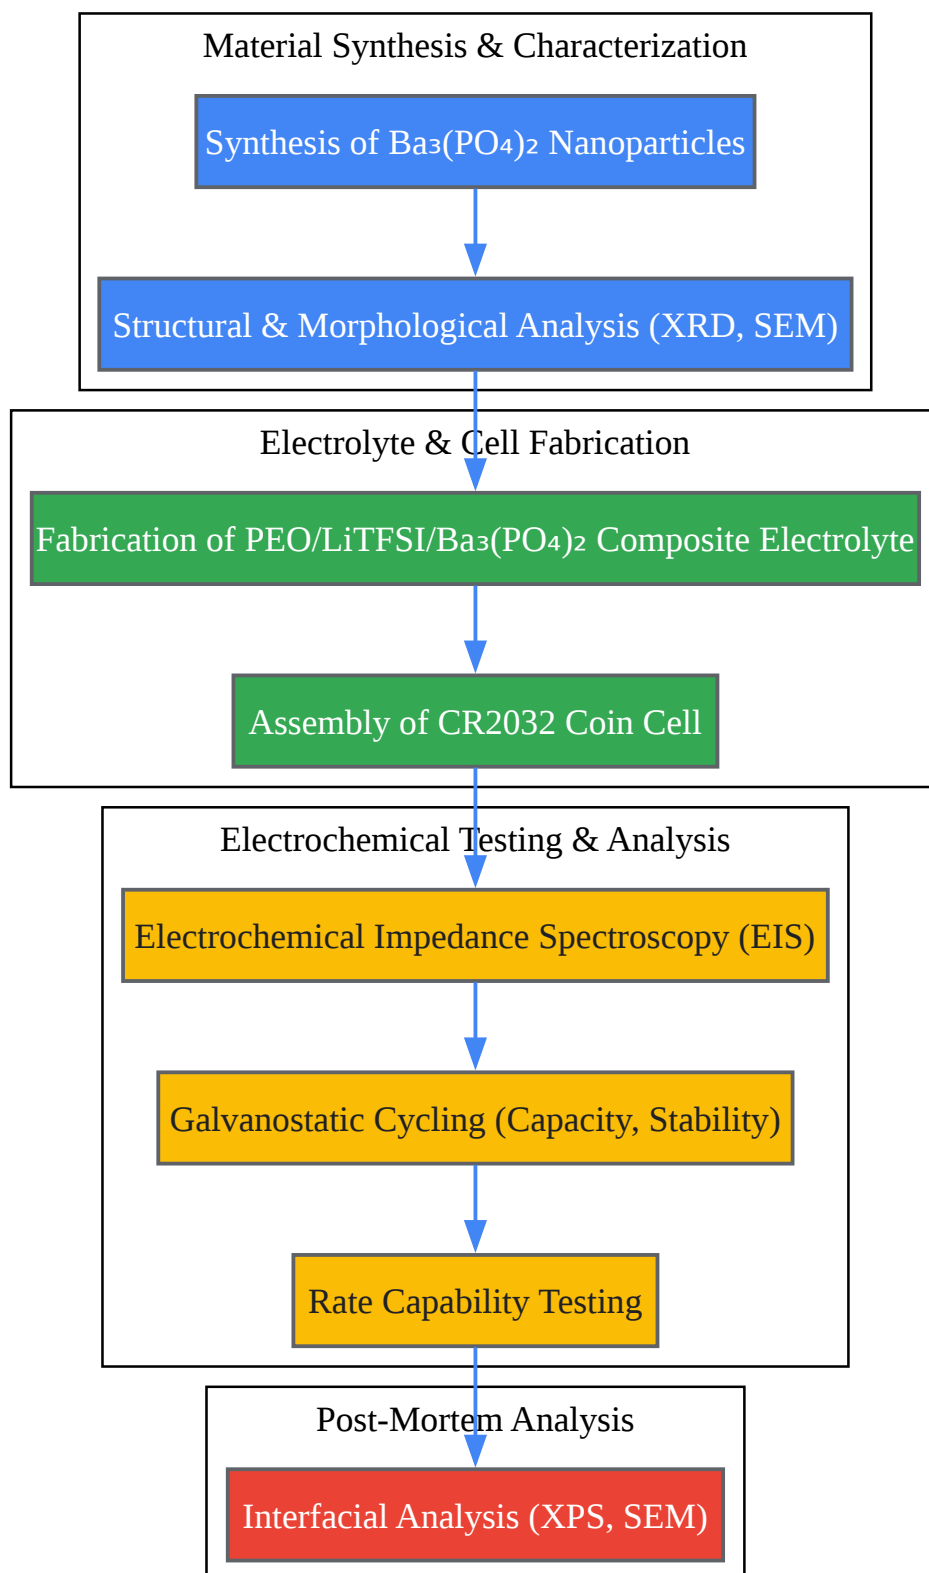 Material Synthesis & Characterization
Synthesis of Ba₃(PO₄)₂ Nanoparticles
Structural & Morphological Analysis (XRD, SEM)
Electrolyte & Cell Fabrication
Fabrication of PEO/LiTFSI/Ba₃(PO₄)₂ Composite Electrolyte
Assembly of CR2032 Coin Cell
Electrochemical Testing & Analysis
Electrochemical Impedance Spectroscopy (EIS)
Galvanostatic Cycling (Capacity, Stability)
Rate Capability Testing
Post-Mortem Analysis
Interfacial Analysis (XPS, SEM)